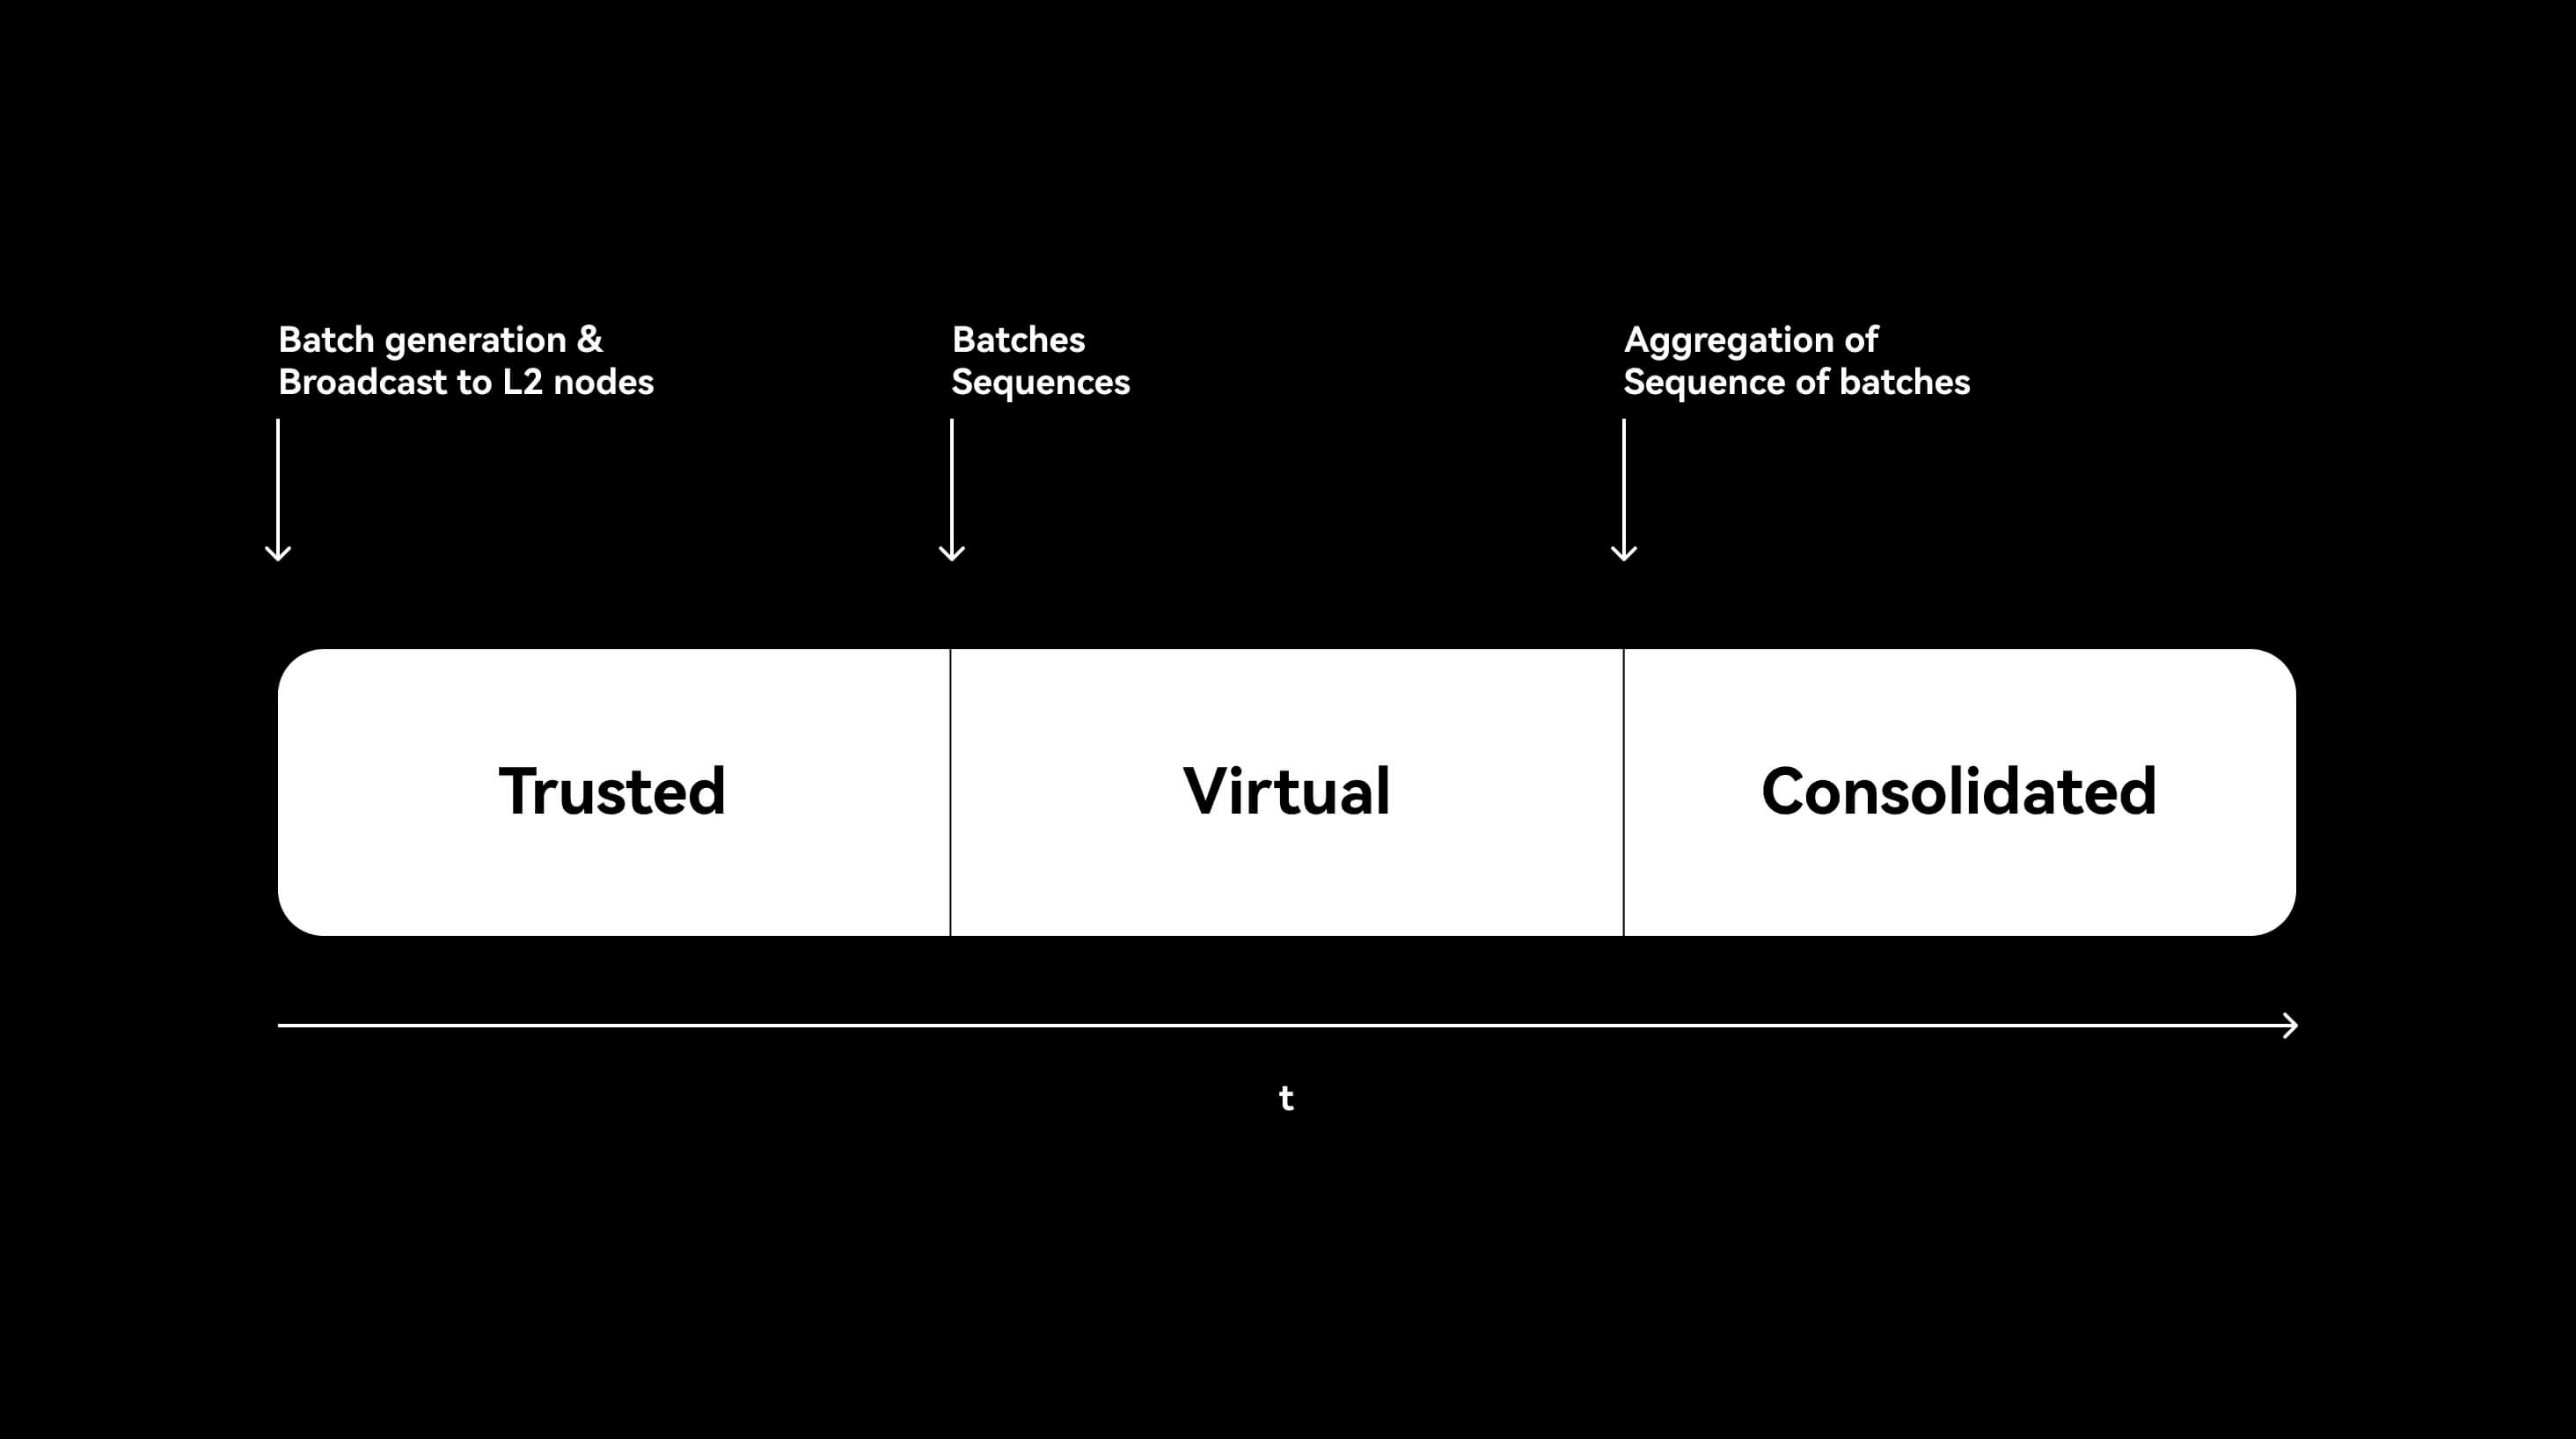 Batch generation &
Broadcast to L2 nodes
Batches
Sequences
Aggregation of
Sequence of batches
Trusted
Virtual
Consolidated
t